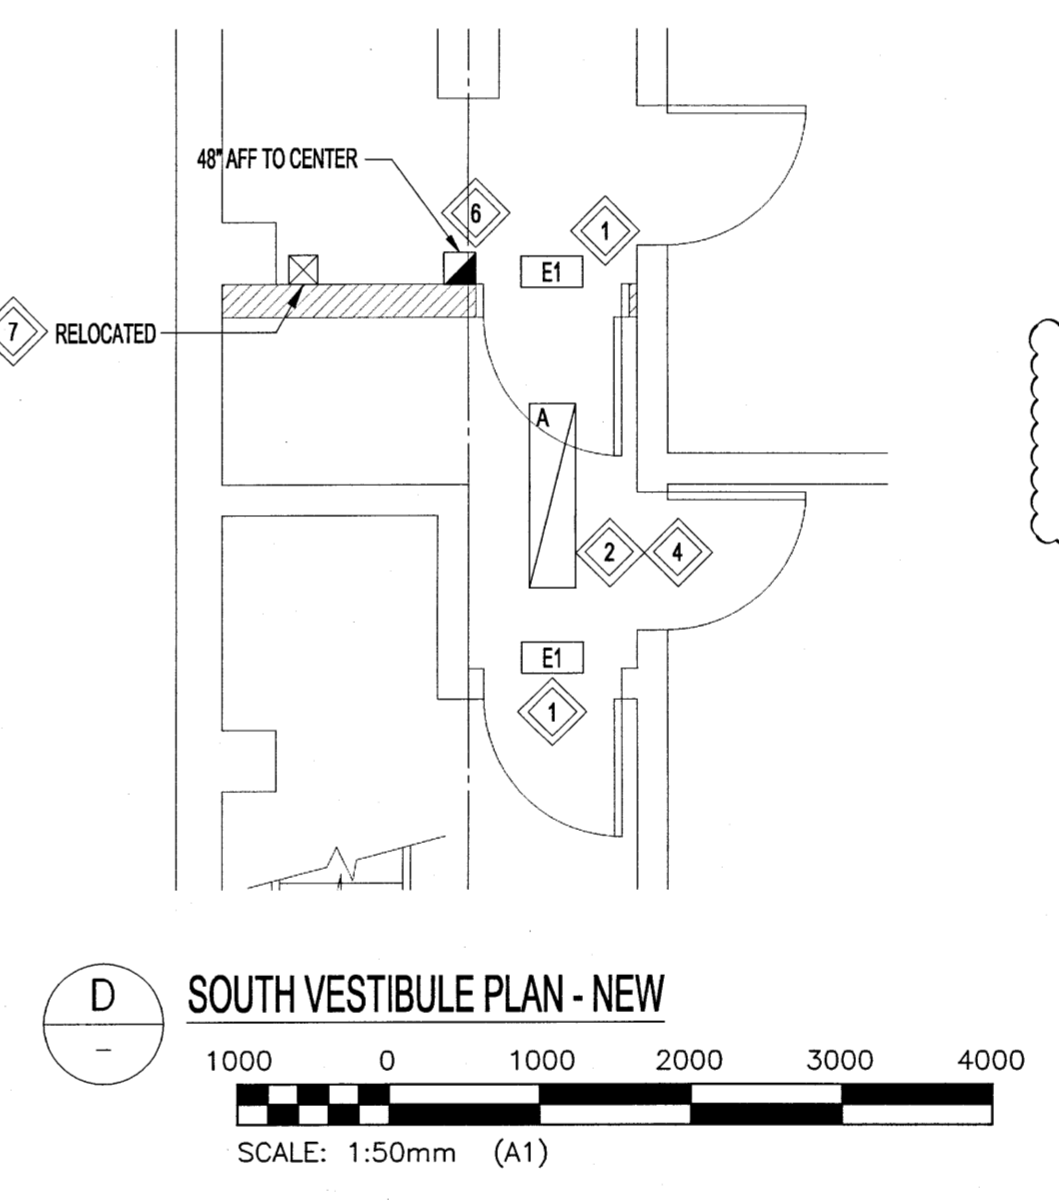 48" AFF TO CENTER
6
1
E1
7
RELOCATED
A
2
4
E1
1
D
–
SOUTH VESTIBULE PLAN - NEW
1000 0 1000 2000 3000 4000
SCALE: 1:50mm (A1)